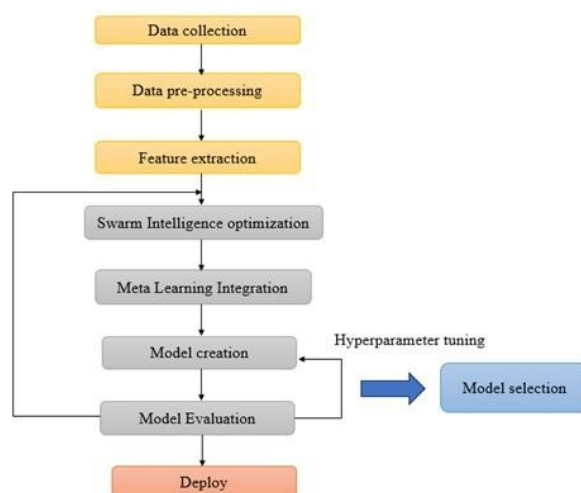 Data collection
Data pre-processing
Feature extraction
Swarm Intelligence optimization
Meta Learning Integration
Hyperparameter tuning
Model creation
Model selection
Model Evaluation
Deploy